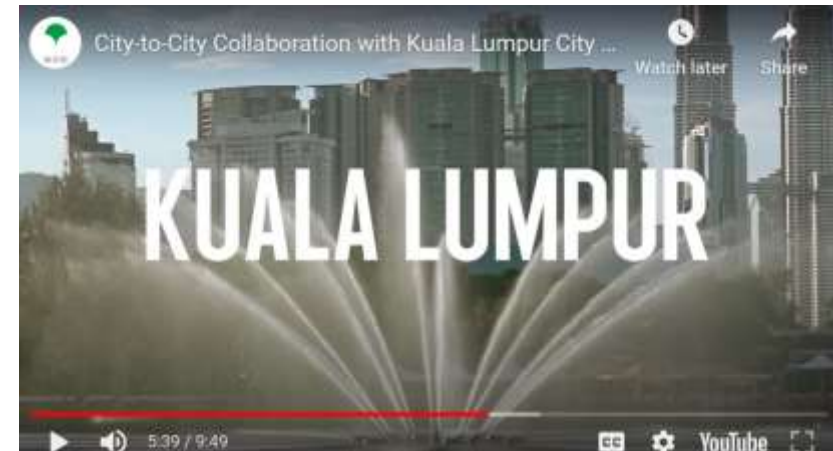 City-to-City Collaboration with Kuala Lumpur City ...
Watch later
Share
KUALA LUMPUR
5:39 / 9:49
CC
YouTube